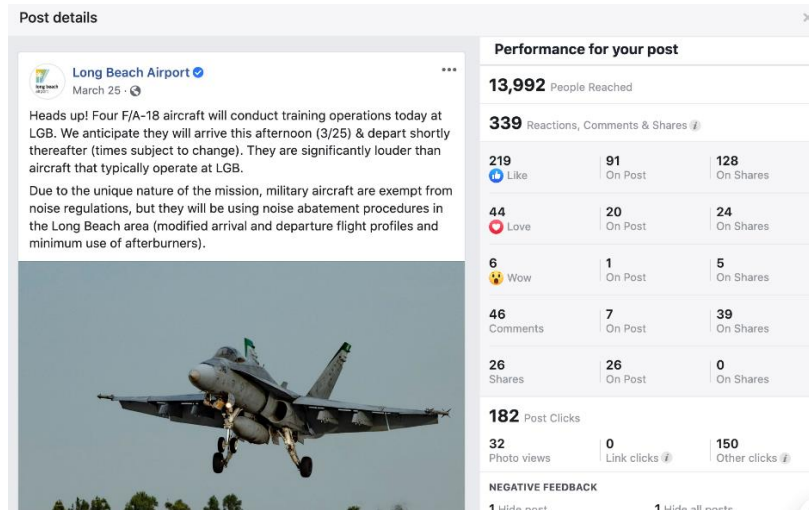 Post details
Long Beach Airport
March 25
Heads up! Four F/A-18 aircraft will conduct training operations today at
LGB. We anticipate they will arrive this afternoon (3/25) & depart shortly
thereafter (times subject to change). They are significantly louder than
aircraft that typically operate at LGB.
Due to the unique nature of the mission, military aircraft are exempt from
noise regulations, but they will be using noise abatement procedures in
the Long Beach area (modified arrival and departure flight profiles and
minimum use of afterburners).
Performance for your post
13,992 People Reached
339 Reactions, Comments & Shares
219 91 128
Like On Post On Shares
44 20 24
Love On Post On Shares
6 1 5
Wow On Post On Shares
46 7 39
Comments On Post On Shares
26 26 0
Shares On Post On Shares
182 Post Clicks
32 0 150
Photo views Link clicks Other clicks
NEGATIVE FEEDBACK
1 Hide post 1 Hide all posts